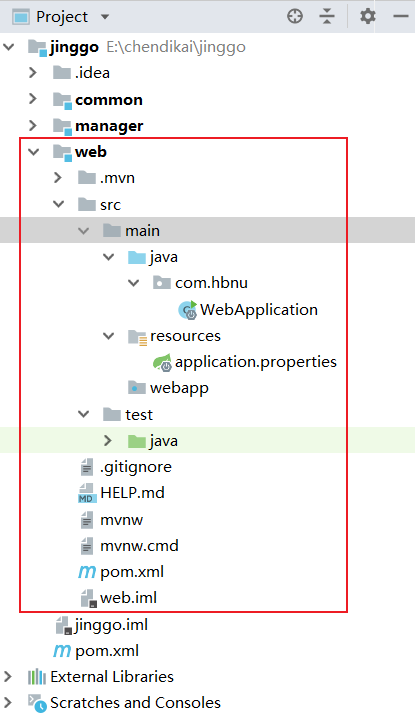 Project
jinggo E:\chendikai\jinggo
.idea
common
manager
web
.mvn
src
main
java
com.hbnu
WebApplication
resources
application.properties
webapp
test
java
.gitignore
MD HELP.md
mvnw
mvnw.cmd
m pom.xml
web.iml
jinggo.iml
m pom.xml
External Libraries
Scratches and Consoles